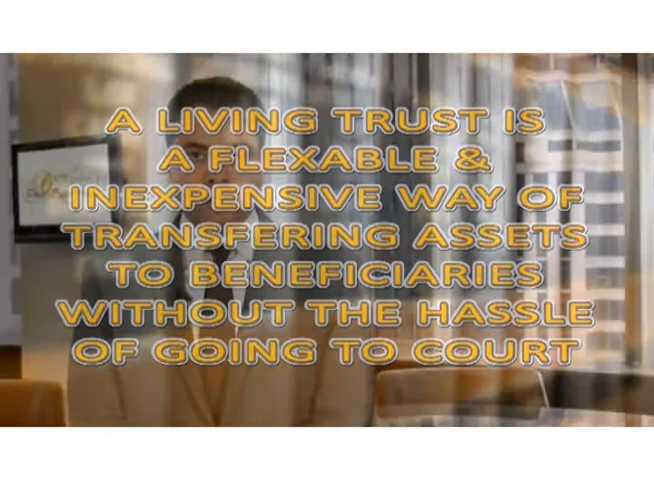 A LIVING TRUST IS
A FLEXABLE &
INEXPENSIVE WAY OF
TRANSFERING ASSETS
TO BENEFICIARIES
WITHOUT THE HASSLE
OF GOING TO COURT